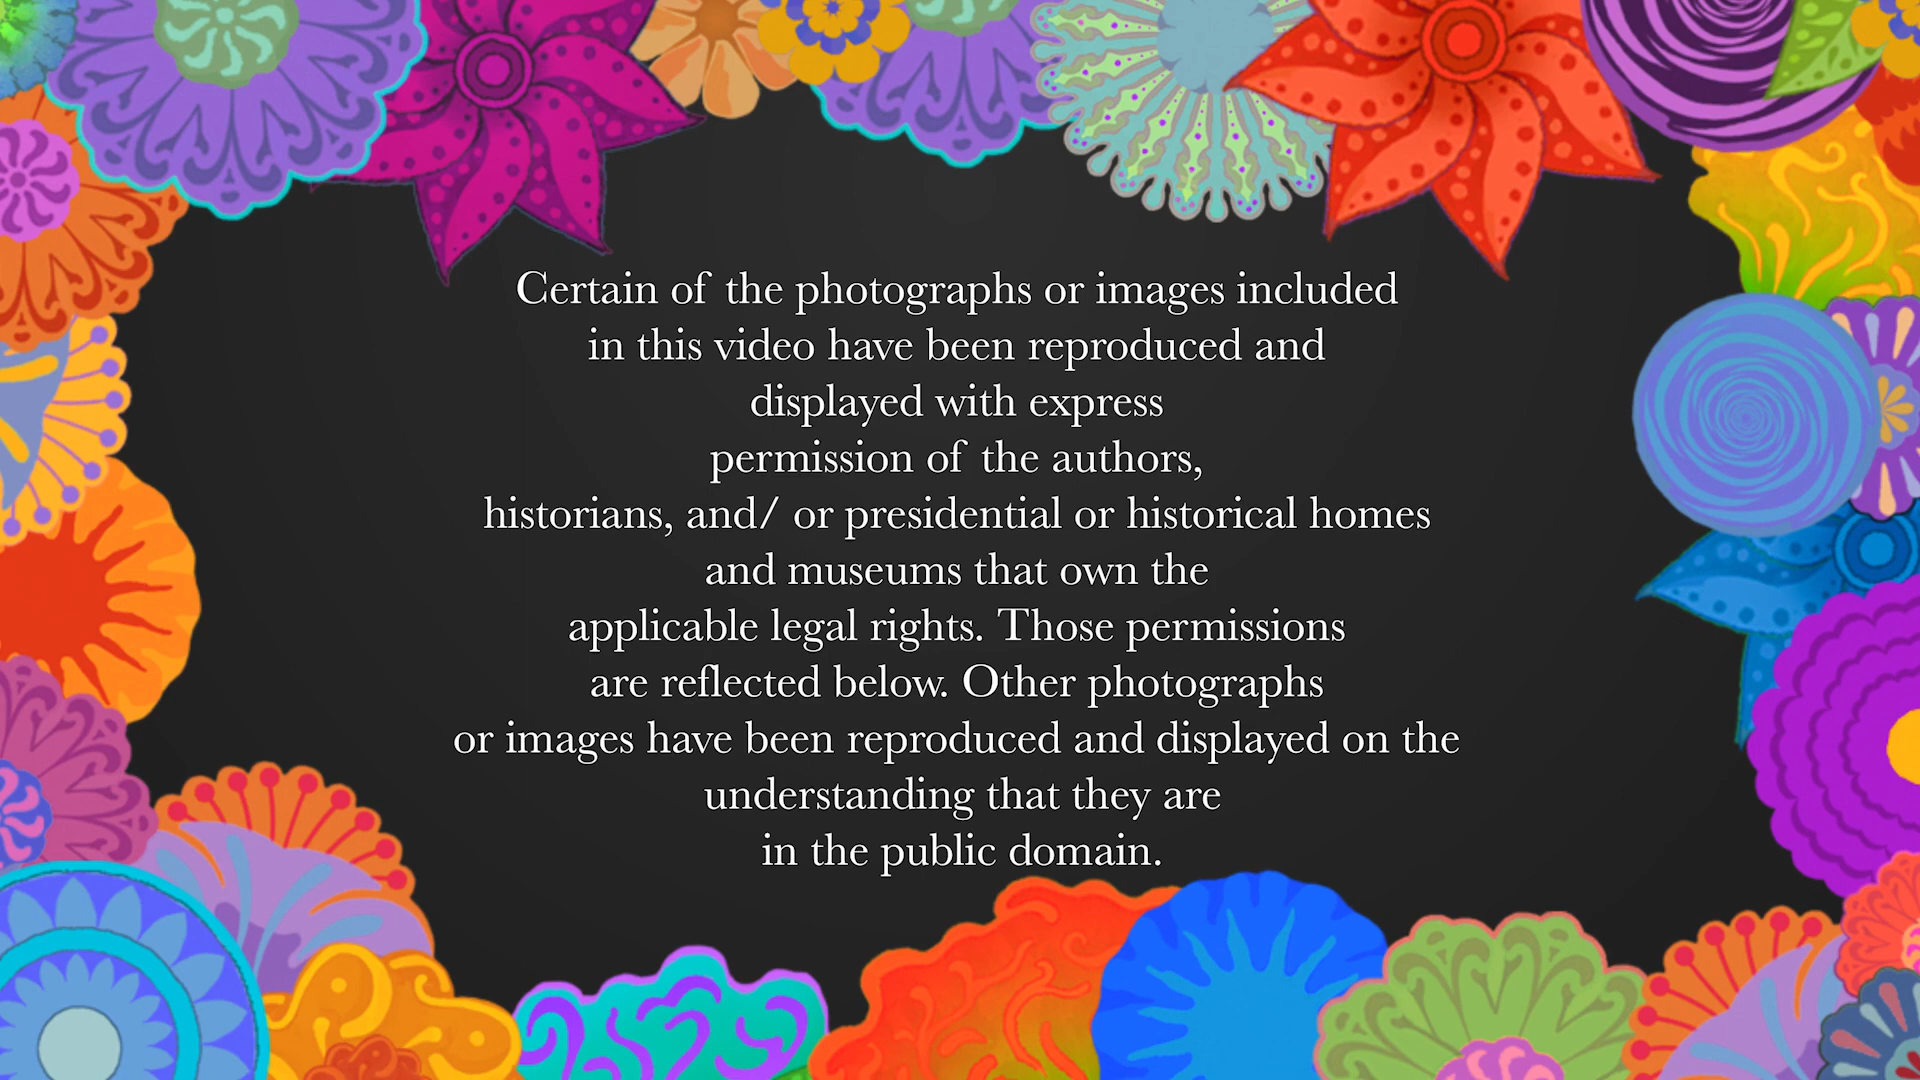 Certain of the photographs or images included
in this video have been reproduced and
displayed with express
permission of the authors,
historians, and/ or presidential or historical homes
and museums that own the
applicable legal rights. Those permissions
are reflected below. Other photographs
or images have been reproduced and displayed on the
understanding that they are
in the public domain.